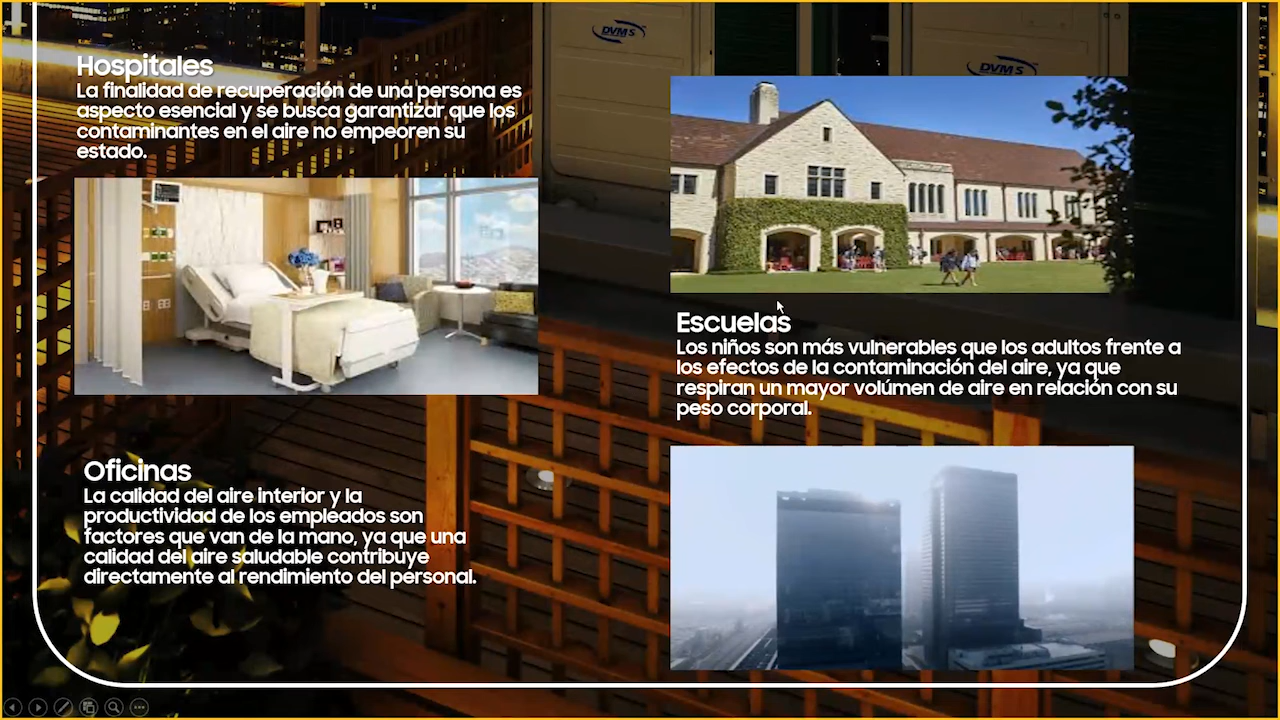 DVM S
DVM S
Hospitales
La finalidad de recuperación de una persona es
aspecto esencial y se busca garantizar que los
contaminantes en el aire no empeoren su
estado.
Escuelas
Los niños son más vulnerables que los adultos frente a
los efectos de la contaminación del aire, ya que
respiran un mayor volúmen de aire en relación con su
peso corporal.
Oficinas
La calidad del aire interior y la
productividad de los empleados son
factores que van de la mano, ya que una
calidad del aire saludable contribuye
directamente al rendimiento del personal.